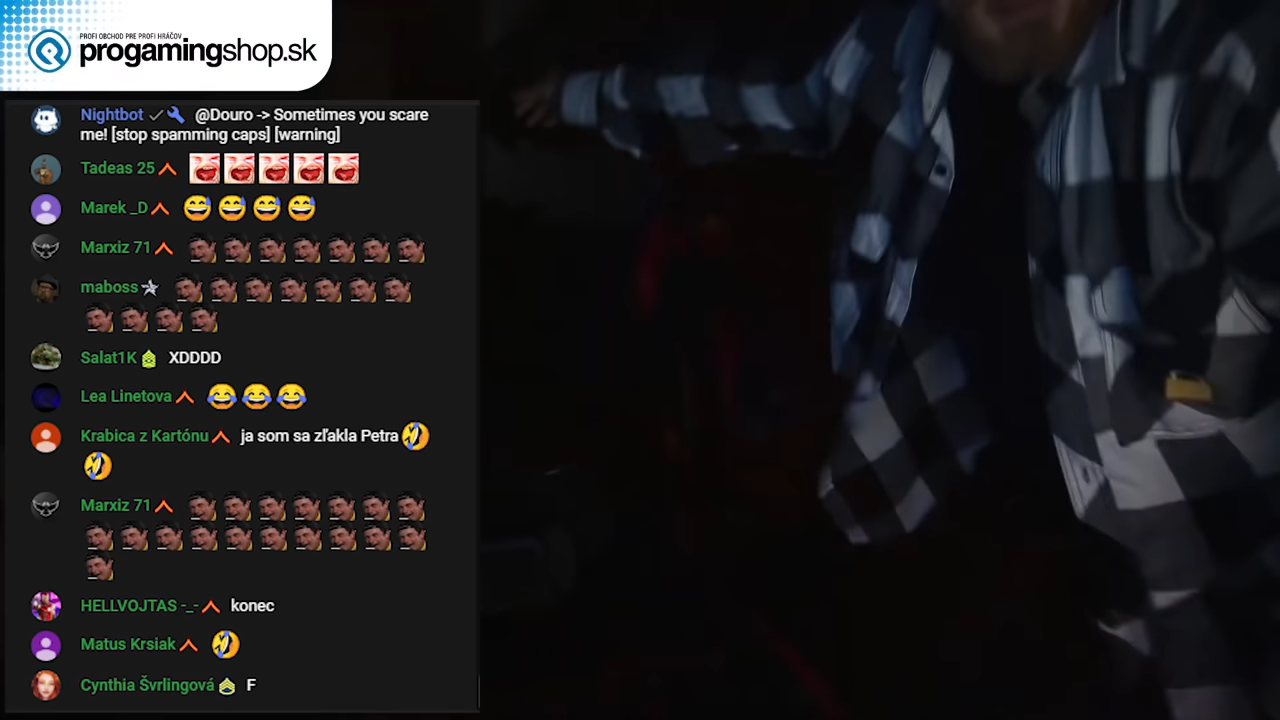 PROFI OBCHOD PRE PROFI HRÁČOV
progamingshop.sk
Nightbot @Douro -> Sometimes you scare
me! [stop spamming caps] [warning]
Tadeas 25
Marek _D
Marxiz 71
maboss
Salat1K XDDDD
Lea Linetova
Krabica z Kartónu ja som sa zľakla Petra
Marxiz 71
HELLVOJTAS -_- konec
Matus Krsiak
Cynthia Švrlingová F